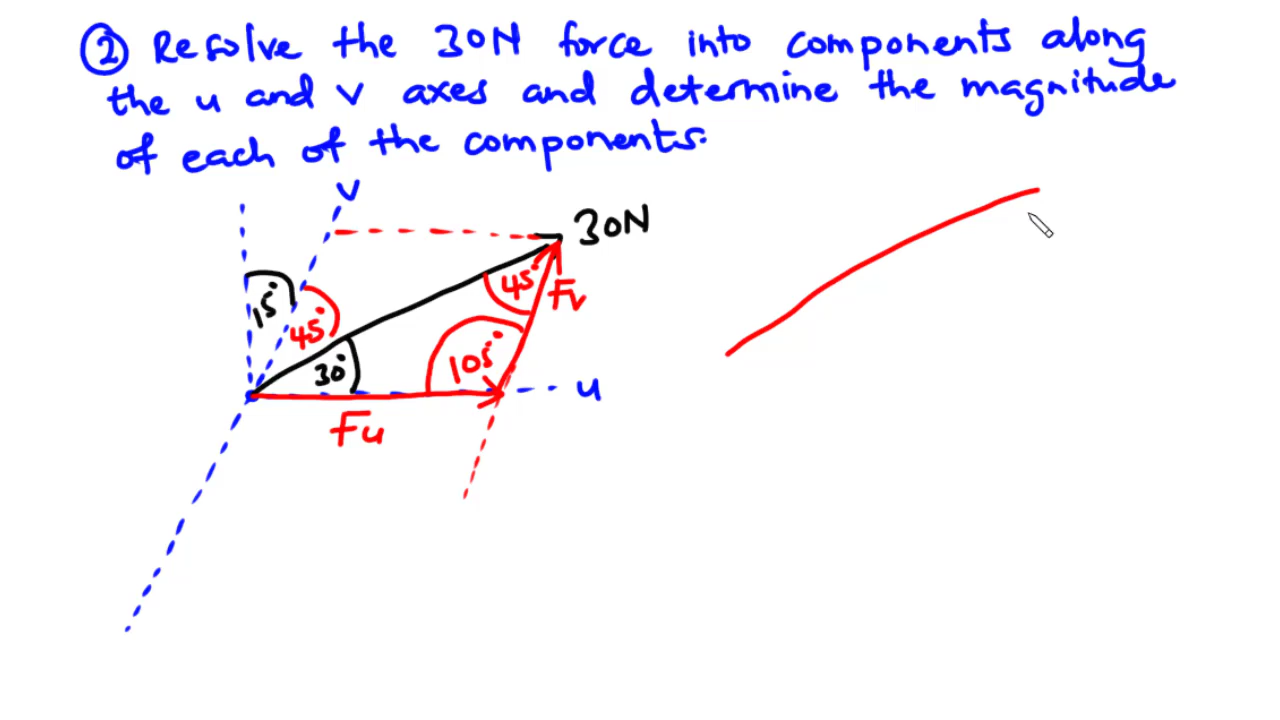 ② Resolve the 30N force into components along
the u and v axes and determine the magnitude
of each of the components.
v
30N
15°
45°
45°
Fv
30°
105°
u
Fu